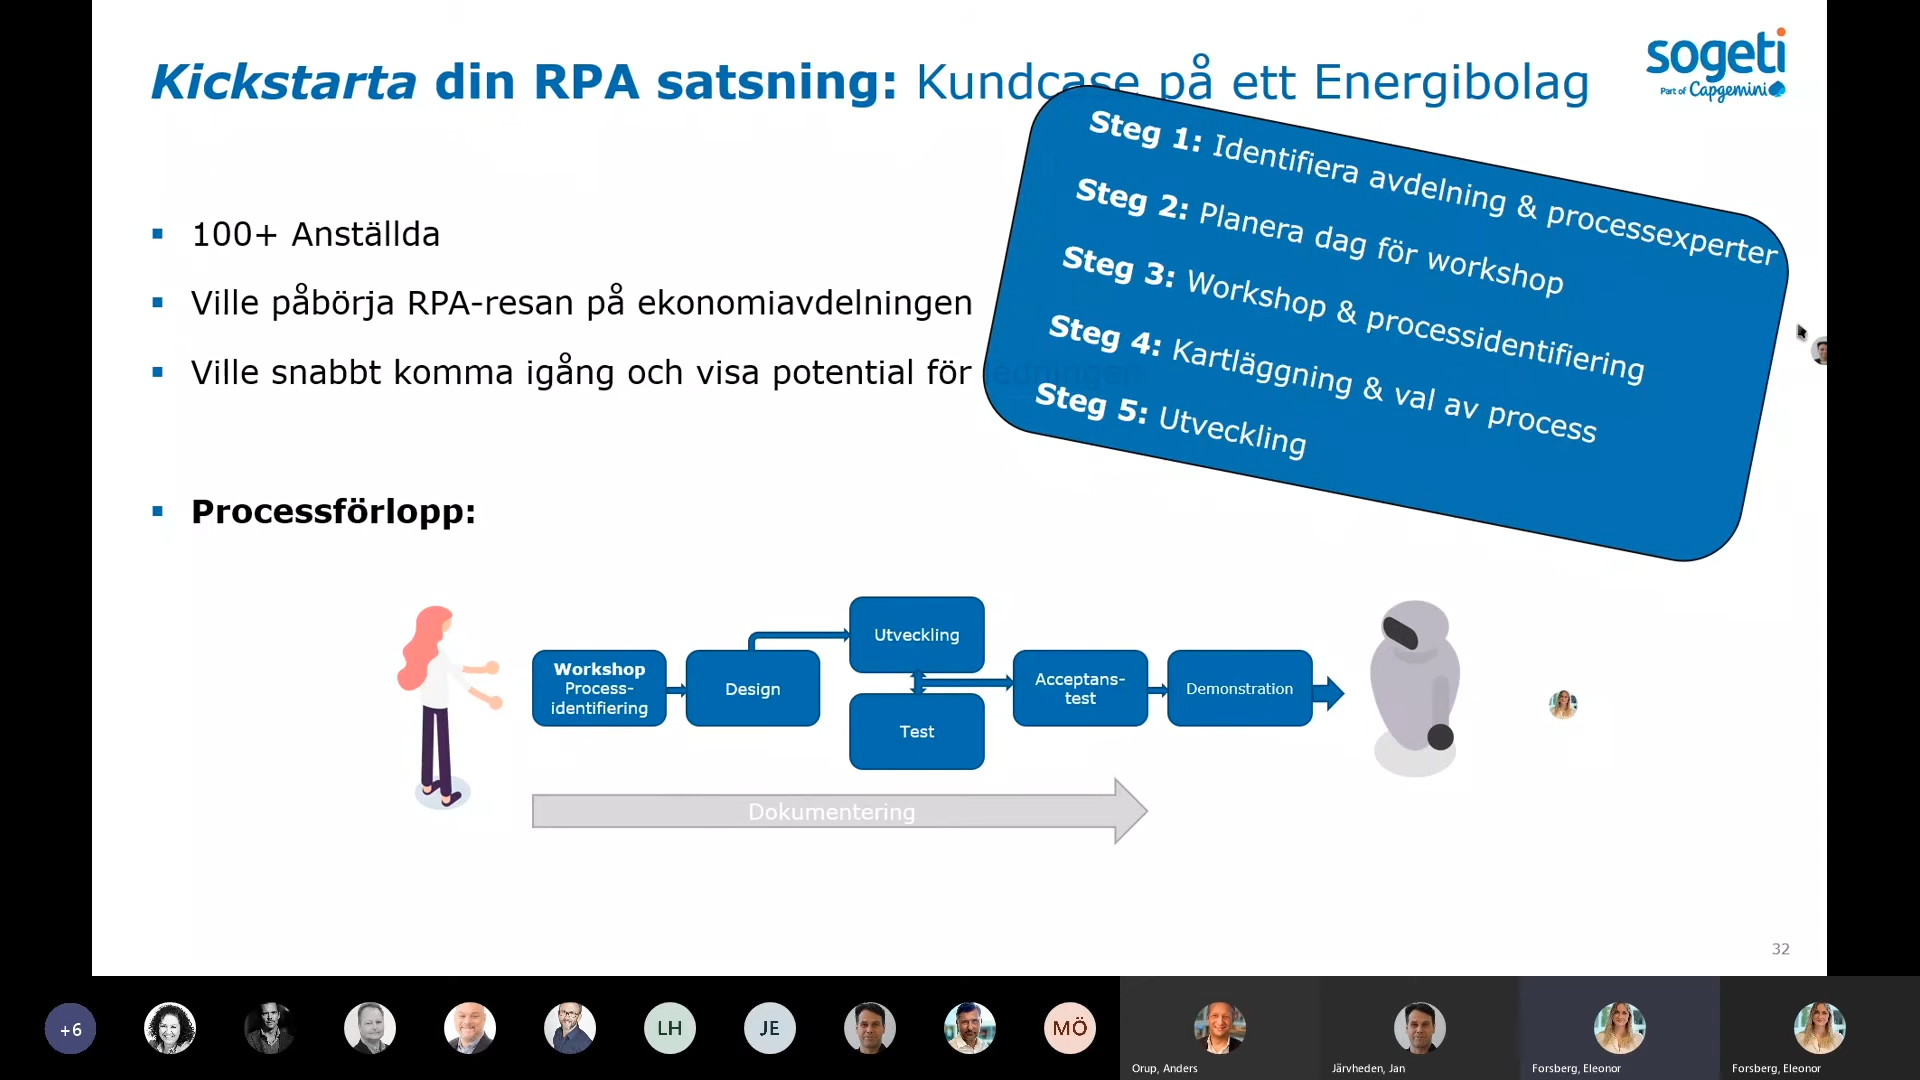 Kickstarta din RPA satsning: Kundcase på ett Energibolag
sogeti
Part of Capgemini
100+ Anställda
Ville påbörja RPA-resan på ekonomiavdelningen
Ville snabbt komma igång och visa potential för ledningen
Steg 1: Identifiera avdelning & processexperter
Steg 2: Planera dag för workshop
Steg 3: Workshop & processidentifiering
Steg 4: Kartläggning & val av process
Steg 5: Utveckling
Processförlopp:
Workshop
Process-
identifiering
Design
Utveckling
Test
Acceptans-
test
Demonstration
Dokumentering
32
+6
LH
JE
MÖ
Orup, Anders
Järvheden, Jan
Forsberg, Eleonor
Forsberg, Eleonor